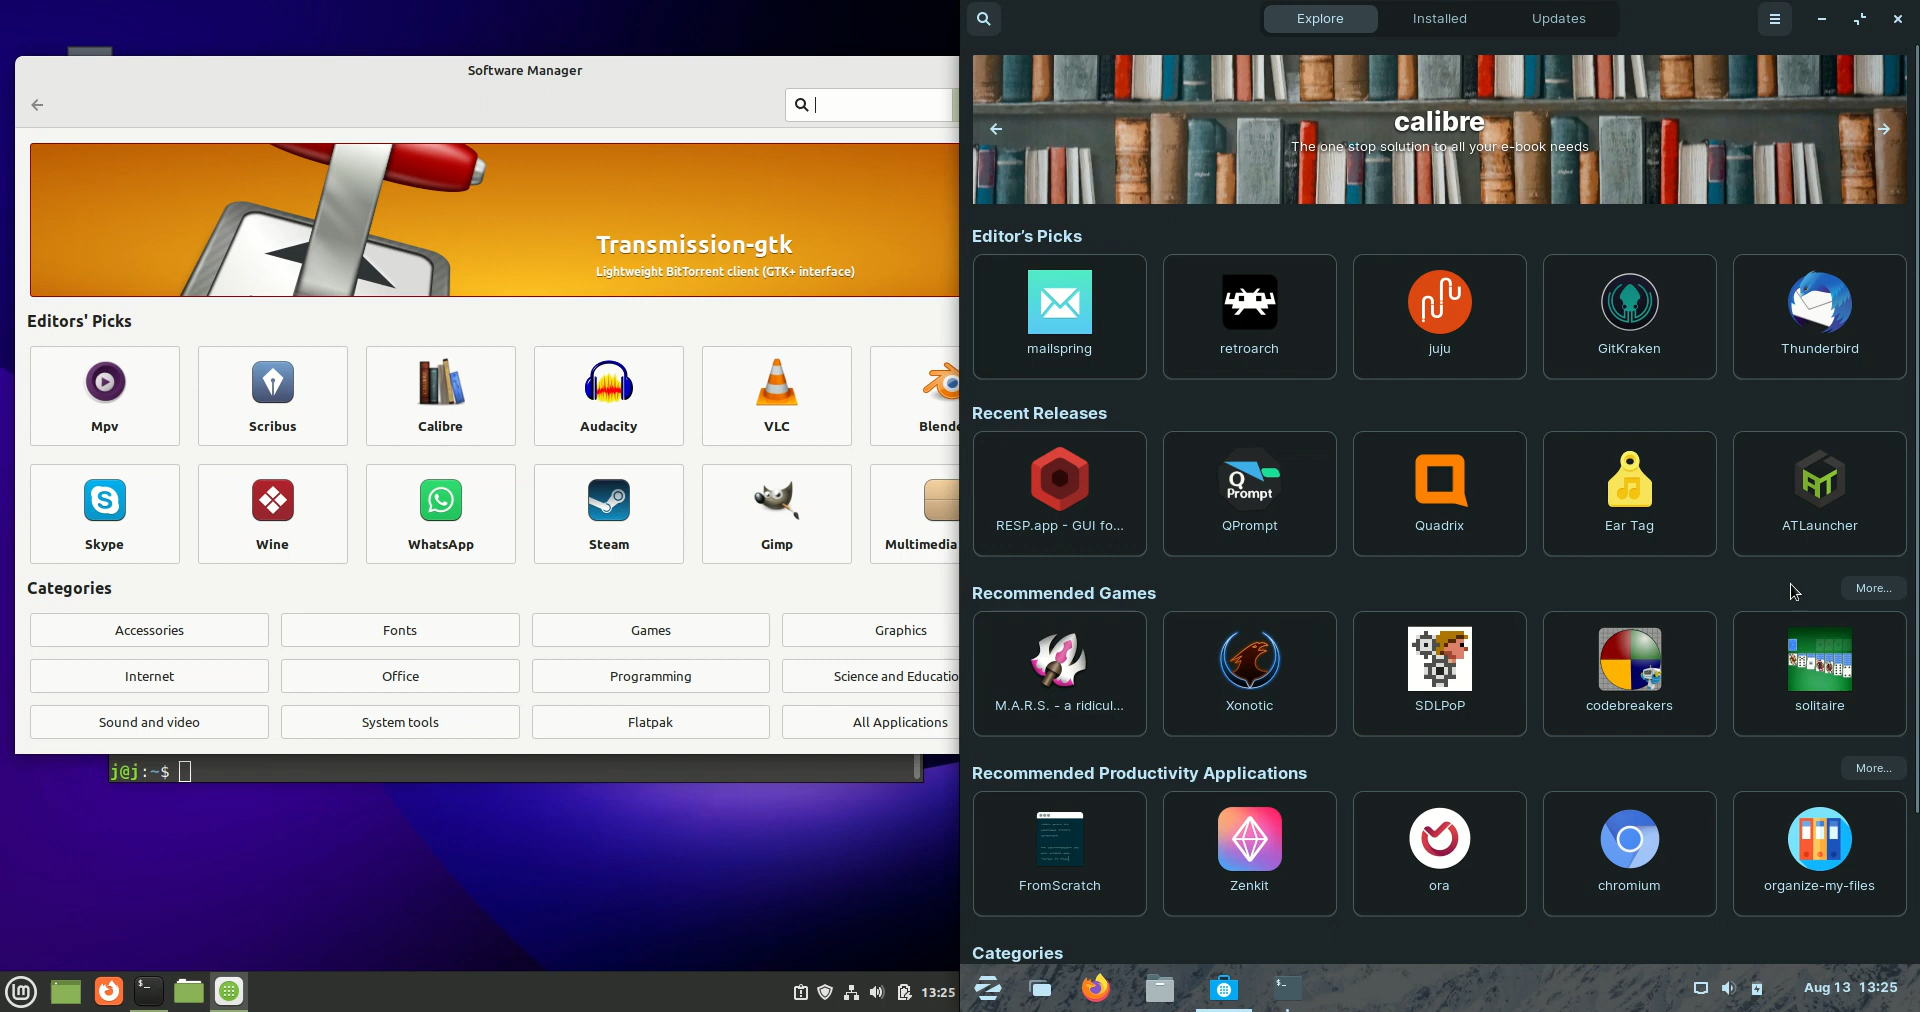 Software Manager
Transmission-gtk
Lightweight BitTorrent client (GTK+ interface)
Editors' Picks
Mpv
Scribus
Calibre
Audacity
VLC
Blende
Skype
Wine
WhatsApp
Steam
Gimp
Multimedia
Categories
Accessories
Fonts
Games
Graphics
Internet
Office
Programming
Science and Educatio
Sound and video
System tools
Flatpak
All Applications
j@j:~$
13:25
Explore
Installed
Updates
calibre
The one stop solution to all your e-book needs
Editor's Picks
mailspring
retroarch
juju
GitKraken
Thunderbird
Recent Releases
Q
Prompt
RESP.app - GUI fo...
QPrompt
Quadrix
Ear Tag
ATLauncher
Recommended Games
More...
M.A.R.S. - a ridicul...
Xonotic
SDLPoP
codebreakers
solitaire
Recommended Productivity Applications
More...
FromScratch
Zenkit
ora
chromium
organize-my-files
Categories
Aug 13 13:25